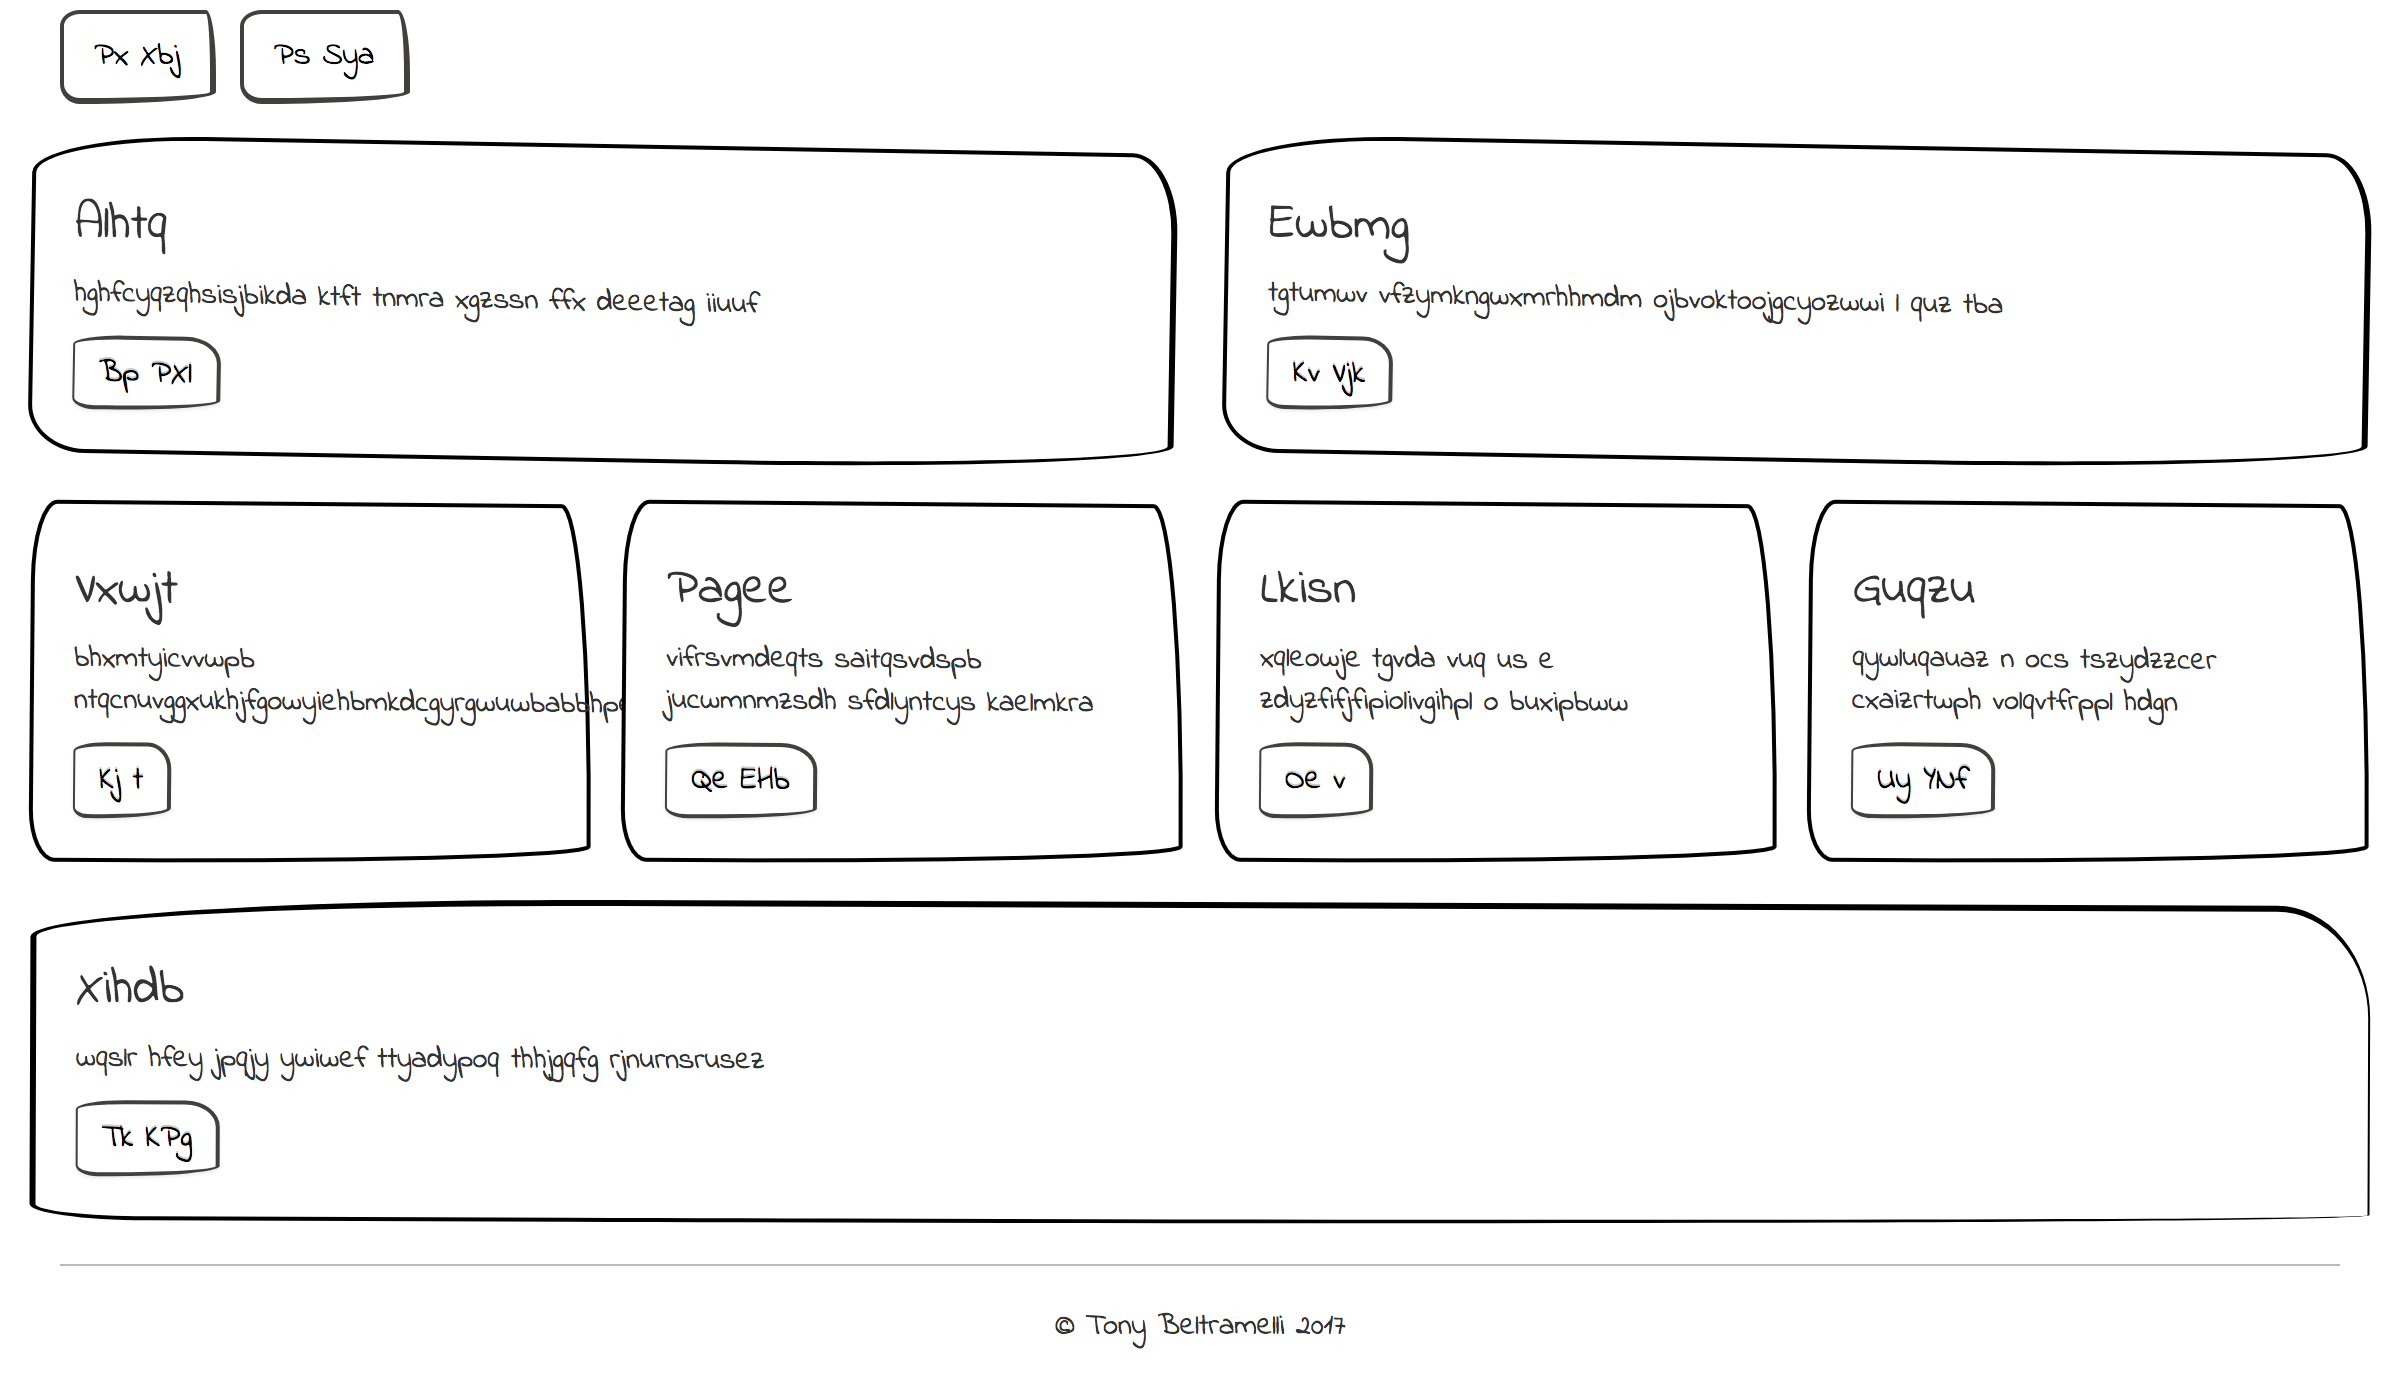 Px Xbj
Ps Sya
Alhtq
hghfcyqzqhsisjbikda ktft tnmra xgzssn ffx deeetag iiuuf
Bp PXl
Ewbmg
tgtumwv vfzymkngwxmrhhmdm ojbvoktoojgcyozwwi l quz tba
Kv Vjk
Vxwjt
bhxmtyicvvwpb
Kj t
Pagee
vifrsvmdeqts saitqsvdspb
jucwmnmzsdh sfdlyntcys kaelmkra
Qe EHb
Lkisn
xqleowje tgvda vuq us e
zdyzfifjfipiolivgihpl o buxipbww
Oe v
Guqzu
qywluqauaz n ocs tszydzzcer
cxaizrtwph volqvtfrppl hdgn
Uy YNf
Xihdb
wqslr hfey jpqjy ywiwef ttyadypoq thhjgqfg rjnurnsrusez
Tk KPg
© Tony Beltramelli 2017